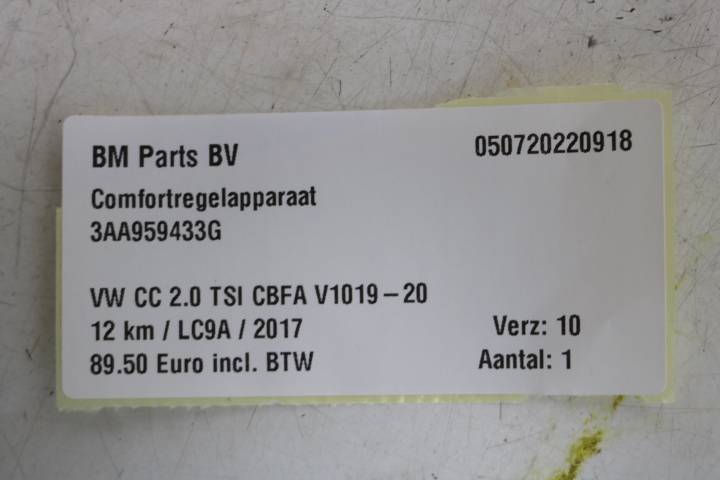 BM Parts BV
050720220918
Comfortregelapparaat
3AA959433G
VW CC 2.0 TSI CBFA V1019-20
12 km / LC9A / 2017
Verz: 10
89.50 Euro incl. BTW
Aantal: 1